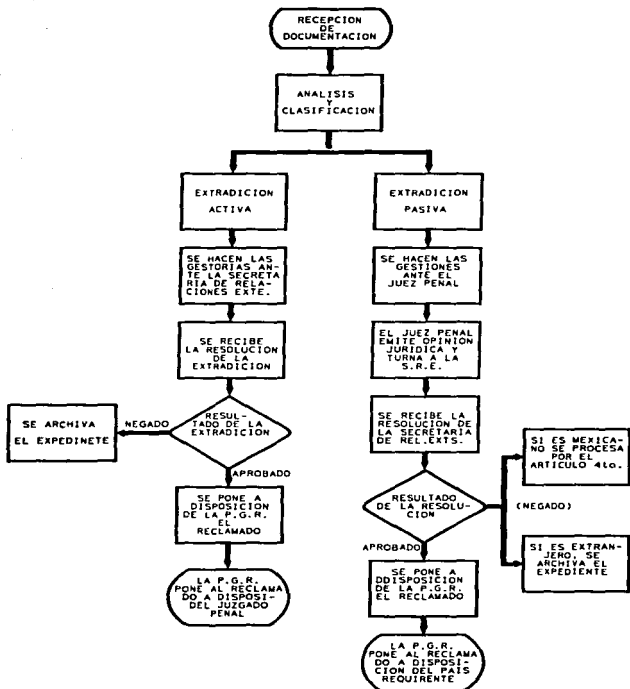 RECEPCION
DE
DOCUMENTACION
ANALISIS
Y
CLASIFICACION
EXTRADICION
ACTIVA
SE HACEN LAS
GESTORIAS AN-
TE LA SECRETA
RIA DE RELA-
CIONES EXTE.
SE RECIBE
LA RESOLUCION
DE LA
EXTRADICION
RESUL-
TADO DE LA
EXTRADICION
NEGADO
SE ARCHIVA
EL EXPEDINETE
APROBADO
SE PONE A
DISPOSICION
DE LA P.G.R.
EL
RECLAMADO
LA P.G.R.
PONE AL RECLAMA
DO A DISPOSI-
DEL JUZGADO
PENAL
EXTRADICION
PASIVA
SE HACEN LAS
GESTIONES
ANTE EL
JUEZ PENAL
EL JUEZ PENAL
EMITE OPINION
JURIDICA Y
TURNA A LA
S.R.E.
SE RECIBE LA
RESOLUCION DE
LA SECRETARIA
DE REL.EXTS.
RESULTADO
DE LA RESOLU-
CION
(NEGADO)
SI ES MEXICA-
NO SE PROCESA
POR EL
ARTICULO 4to.
SI ES EXTRAN-
JERO, SE
ARCHIVA EL
EXPEDIENTE
APROBADO
SE PONE A
DDISPOSICION
DE LA P.G.R.
EL RECLAMADO
LA P.G.R.
PONE AL RECLAMA
DO A DISPOSI-
CION DEL PAIS
REQUIRENTE